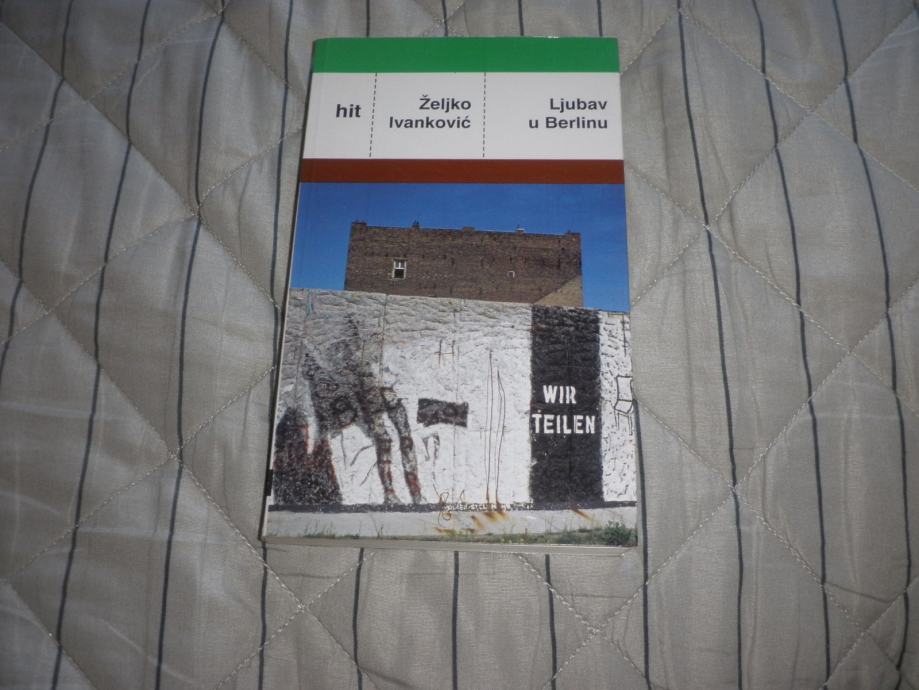 hit
Željko
Ivanković
Ljubav
u Berlinu
WIR
TEILEN